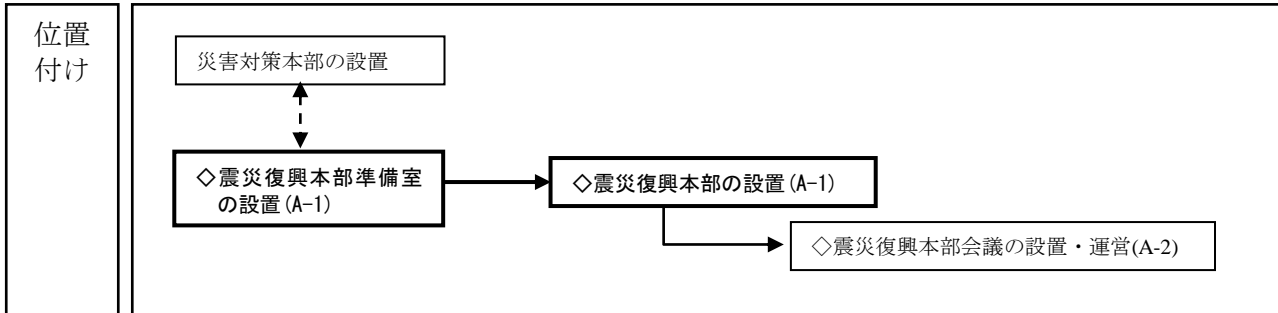 位置
付け
災害対策本部の設置
◇震災復興本部準備室
の設置(A-1)
◇震災復興本部の設置(A-1)
◇震災復興本部会議の設置・運営(A-2)